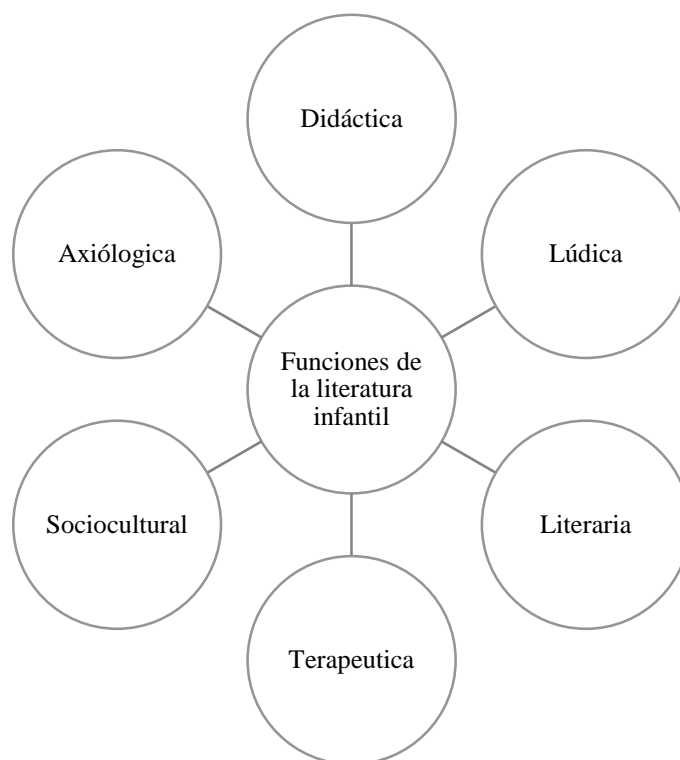 Didáctica
Axiólogica
Lúdica
Funciones de
la literatura
infantil
Sociocultural
Literaria
Terapeutica